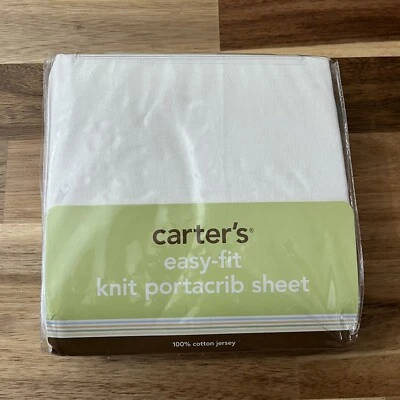 carter's®
easy-fit
knit portacrib sheet
100% cotton jersey